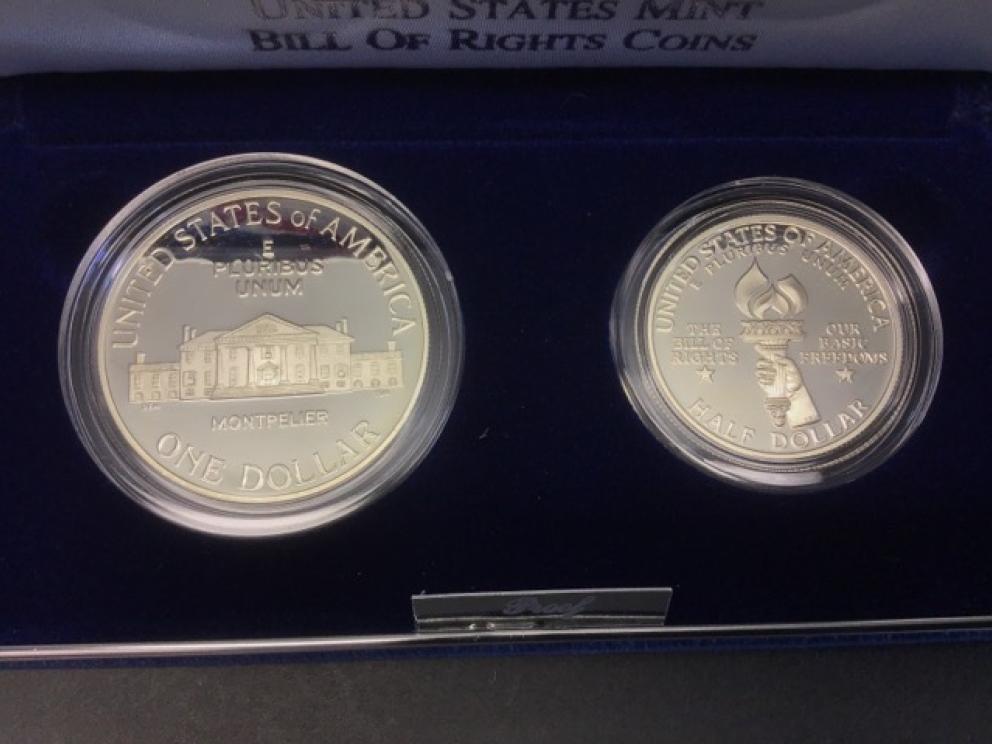 UNITED STATES MINT
BILL OF RIGHTS COINS
UNITED STATES OF AMERICA
E
PLURIBUS
UNUM
MONTPELIER
ONE DOLLAR
UNITED STATES OF AMERICA
E PLURIBUS UNUM
THE
BILL OF
RIGHTS
OUR
BASIC
FREEDOMS
HALF DOLLAR
Proof